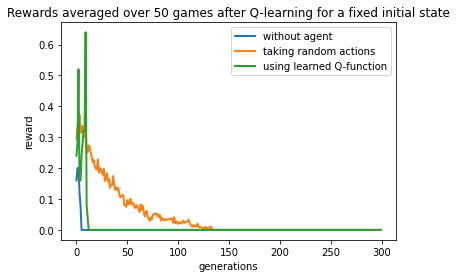 Rewards averaged over 50 games after Q-learning for a fixed initial state
without agent
taking random actions
using learned Q-function
reward
0.6
0.5
0.4
0.3
0.2
0.1
0.0
0 50 100 150 200 250 300
generations